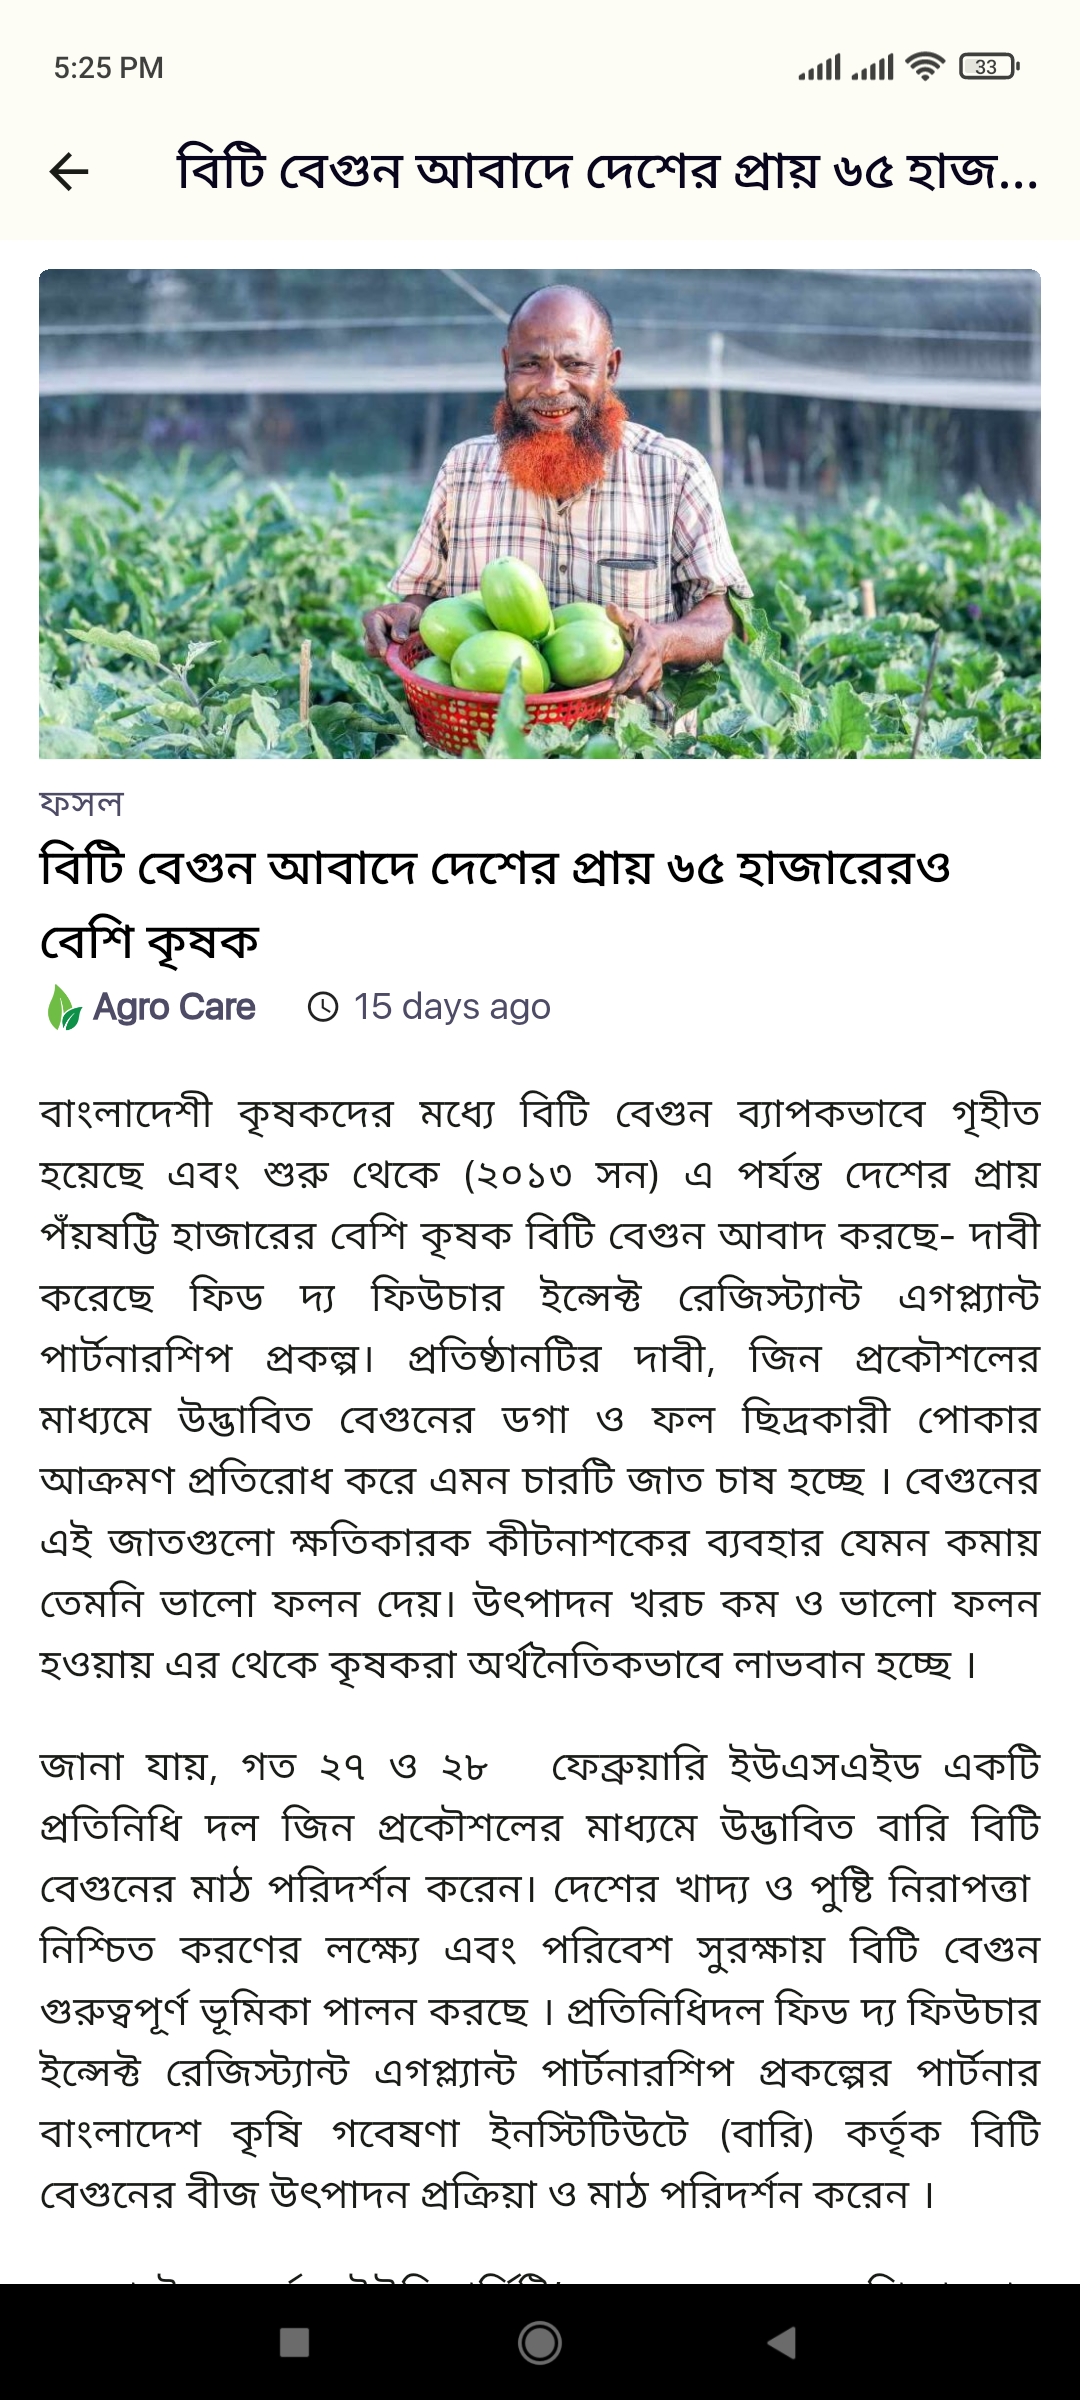 5:25 PM
33
বিটি বেগুন আবাদে দেশের প্রায় ৬৫ হাজ...
ফসল
বিটি বেগুন আবাদে দেশের প্রায় ৬৫ হাজারেরও
বেশি কৃষক
Agro Care 15 days ago
বাংলাদেশী কৃষকদের মধ্যে বিটি বেগুন ব্যাপকভাবে গৃহীত
হয়েছে এবং শুরু থেকে (২০১৩ সন) এ পর্যন্ত দেশের প্রায়
পঁয়ষট্টি হাজারের বেশি কৃষক বিটি বেগুন আবাদ করছে- দাবী
করেছে ফিড দ্য ফিউচার ইন্সেক্ট রেজিস্ট্যান্ট এগপ্ল্যান্ট
পার্টনারশিপ প্রকল্প। প্রতিষ্ঠানটির দাবী, জিন প্রকৌশলের
মাধ্যমে উদ্ভাবিত বেগুনের ডগা ও ফল ছিদ্রকারী পোকার
আক্রমণ প্রতিরোধ করে এমন চারটি জাত চাষ হচ্ছে । বেগুনের
এই জাতগুলো ক্ষতিকারক কীটনাশকের ব্যবহার যেমন কমায়
তেমনি ভালো ফলন দেয়। উৎপাদন খরচ কম ও ভালো ফলন
হওয়ায় এর থেকে কৃষকরা অর্থনৈতিকভাবে লাভবান হচ্ছে ।
জানা যায়, গত ২৭ ও ২৮ ফেব্রুয়ারি ইউএসএইড একটি
প্রতিনিধি দল জিন প্রকৌশলের মাধ্যমে উদ্ভাবিত বারি বিটি
বেগুনের মাঠ পরিদর্শন করেন। দেশের খাদ্য ও পুষ্টি নিরাপত্তা
নিশ্চিত করণের লক্ষ্যে এবং পরিবেশ সুরক্ষায় বিটি বেগুন
গুরুত্বপূর্ণ ভূমিকা পালন করছে । প্রতিনিধিদল ফিড দ্য ফিউচার
ইন্সেক্ট রেজিস্ট্যান্ট এগপ্ল্যান্ট পার্টনারশিপ প্রকল্পের পার্টনার
বাংলাদেশ কৃষি গবেষণা ইনস্টিটিউটে (বারি) কর্তৃক বিটি
বেগুনের বীজ উৎপাদন প্রক্রিয়া ও মাঠ পরিদর্শন করেন ।